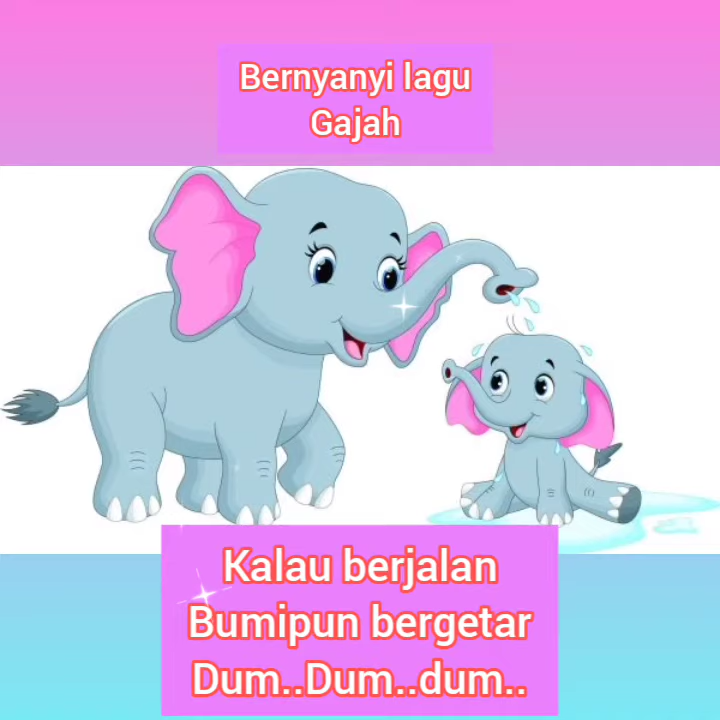 Bernyanyi lagu
Gajah
Kalau berjalan
Bumipun bergetar
Dum..Dum..dum..